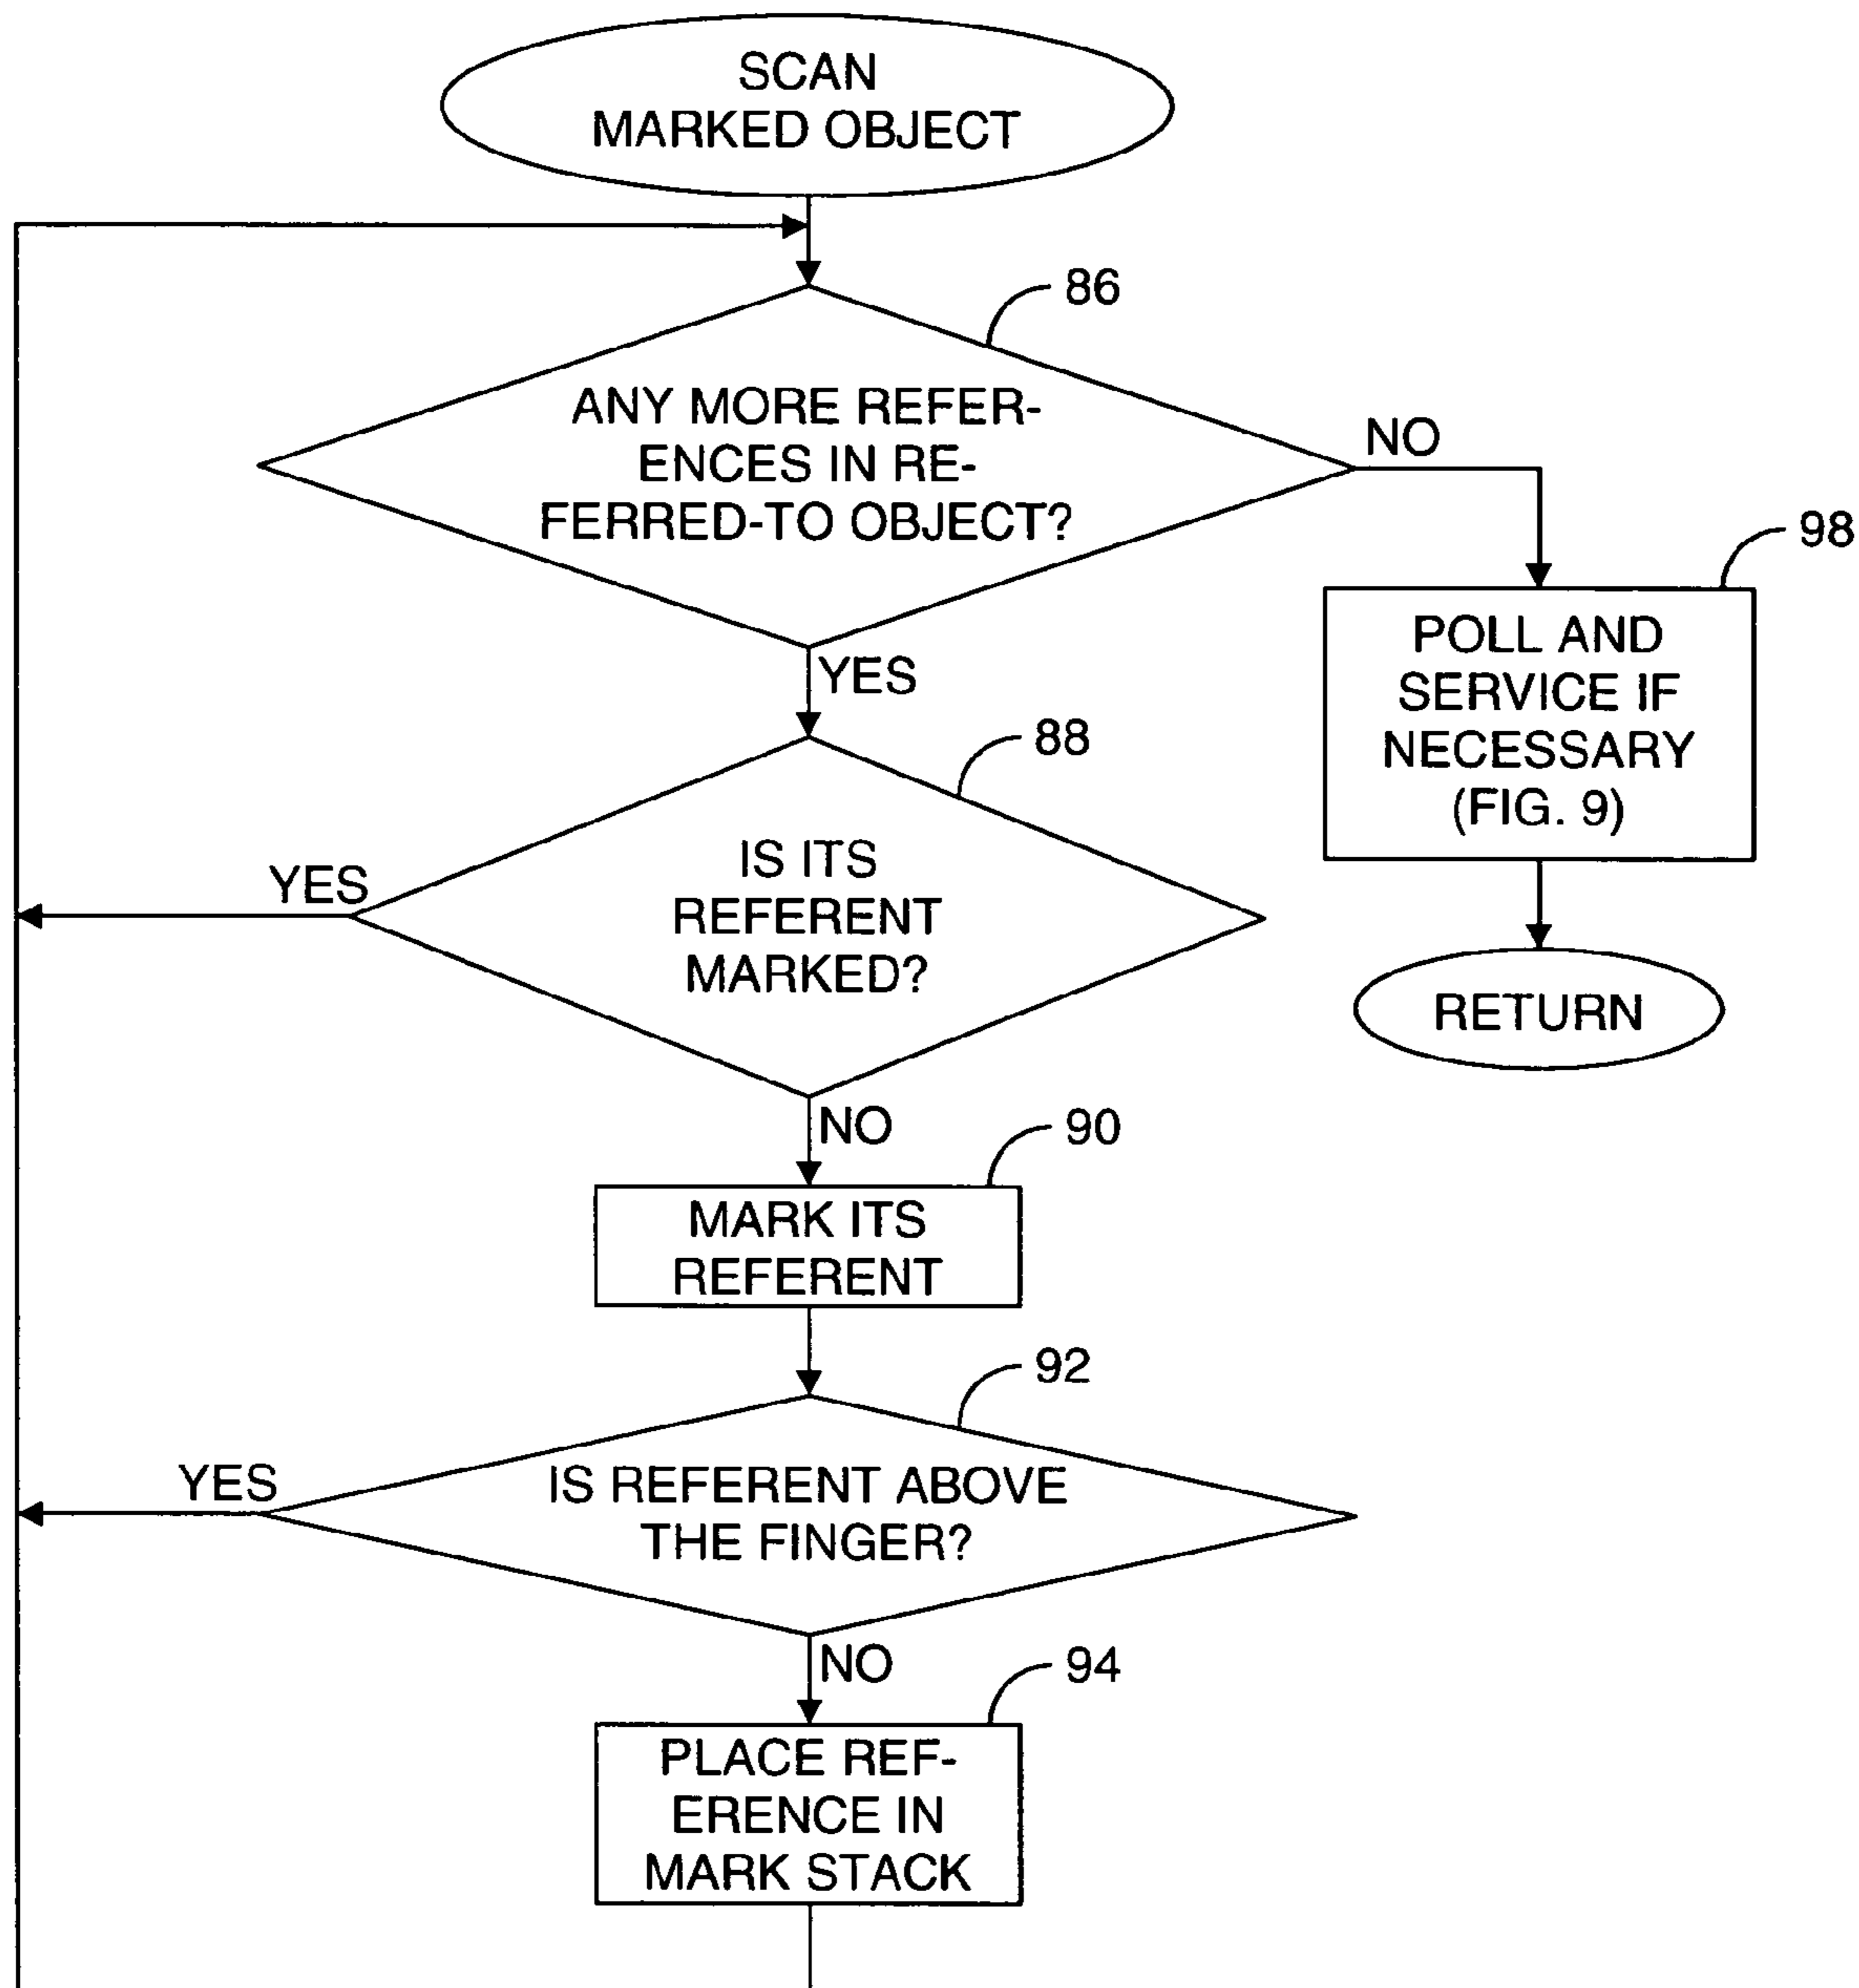 SCAN
MARKED OBJECT
86
ANY MORE REFER-
ENCES IN RE-
FERRED-TO OBJECT?
NO
98
POLL AND
SERVICE IF
NECESSARY
(FIG. 9)
RETURN
YES
88
IS ITS
REFERENT
MARKED?
YES
NO
90
MARK ITS
REFERENT
92
IS REFERENT ABOVE
THE FINGER?
YES
NO
94
PLACE REF-
ERENCE IN
MARK STACK